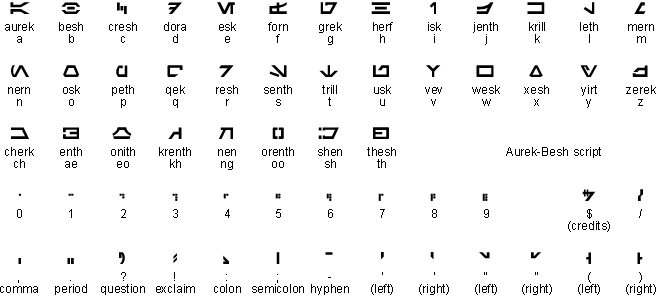 aurek besh cresh dora esk forn grek herf isk jenth krill leth mern
a b c d e f g h i j k l m
nern osk peth qek resh senth trill usk vev wesk xesh yirt zerek
n o p q r s t u v w x y z
cherk enth onith krenth nen orenth shen thesh Aurek-Besh script
ch ae eo kh ng oo sh th
0 1 2 3 4 5 6 7 8 9 $ /
(credits)
, . ? ! : ; - ' ' " " ( )
comma period question exclaim colon semicolon hyphen (left) (right) (left) (right) (left) (right)